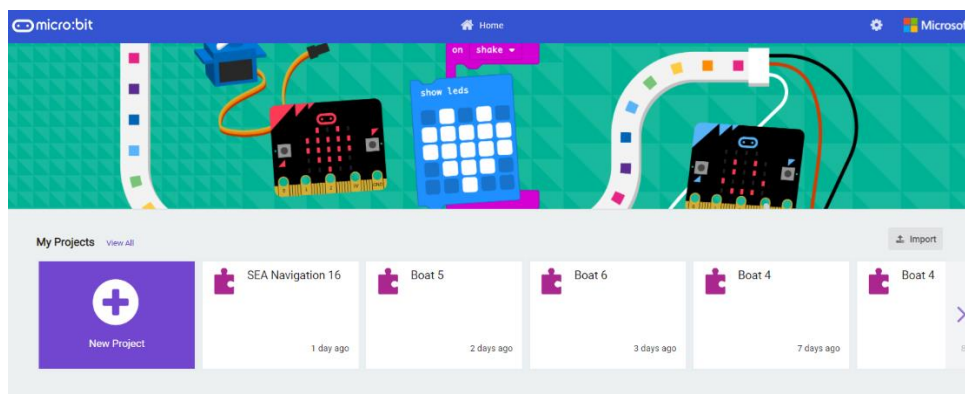 micro:bit
Home
Microsoft
on shake
show leds
My Projects View All
Import
New Project
SEA Navigation 16
1 day ago
Boat 5
2 days ago
Boat 6
3 days ago
Boat 4
7 days ago
Boat 4